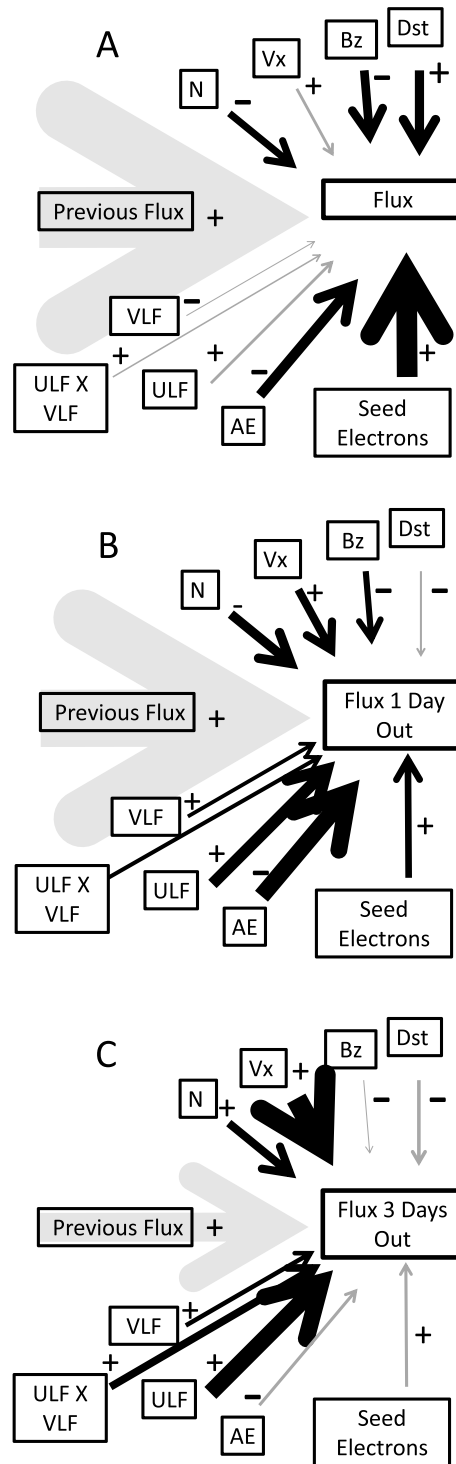 A
N
−
Vx
+
Bz
−
Dst
+
Previous Flux
+
Flux
VLF
−
ULF X
VLF
+
ULF
+
AE
−
Seed
Electrons
+
B
N
-
Vx
+
Bz
−
Dst
−
Previous Flux
+
Flux 1 Day
Out
VLF
+
ULF X
VLF
ULF
+
AE
−
Seed
Electrons
+
C
N
+
Vx
+
Bz
−
Dst
−
Previous Flux
+
Flux 3 Days
Out
VLF
+
ULF X
VLF
+
ULF
+
AE
−
Seed
Electrons
+